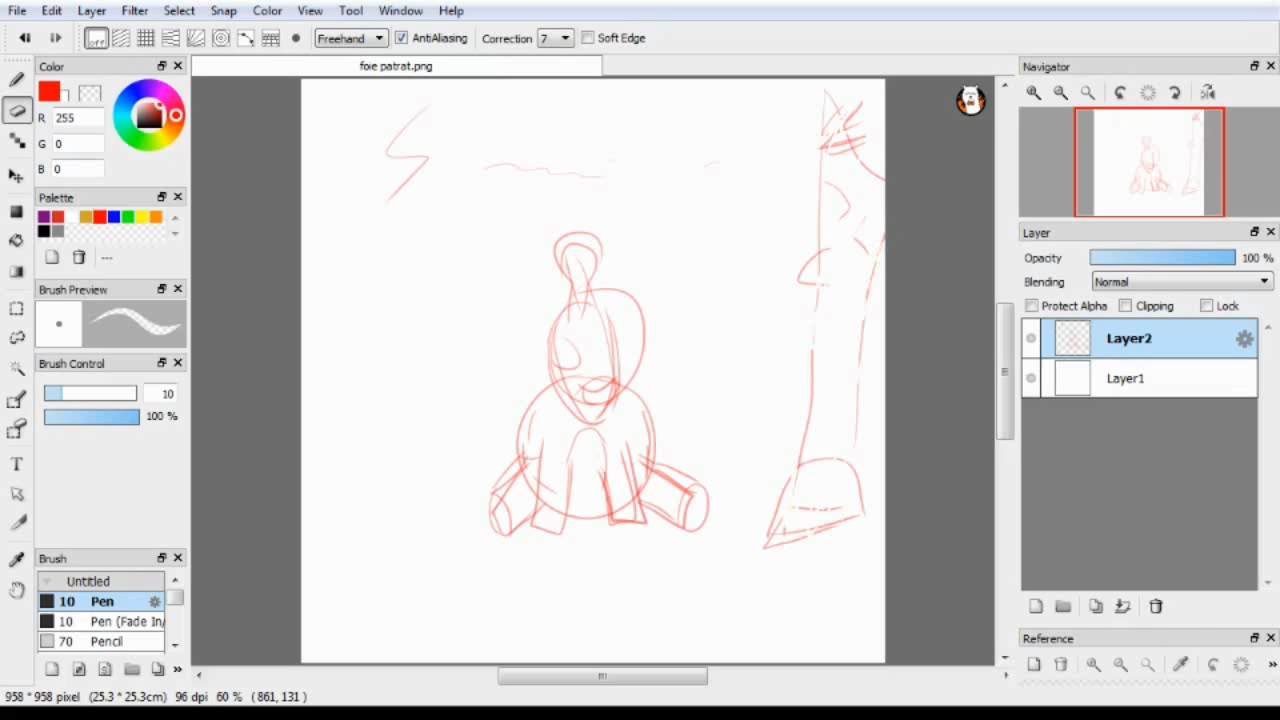 File Edit Layer Filter Select Snap Color View Tool Window Help
off Freehand AntiAliasing Correction 7 Soft Edge
Color
foie patrat.png
Navigator
R 255
G 0
B 0
Palette
---
Layer
Opacity 100 %
Blending Normal
Brush Preview
Protect Alpha Clipping Lock
Layer2
Brush Control
Layer1
10
100 %
Brush
Untitled
10 Pen
10 Pen (Fade In/
70 Pencil
Reference
958 * 958 pixel (25.3 * 25.3cm) 96 dpi 60 % ( 861, 131 )